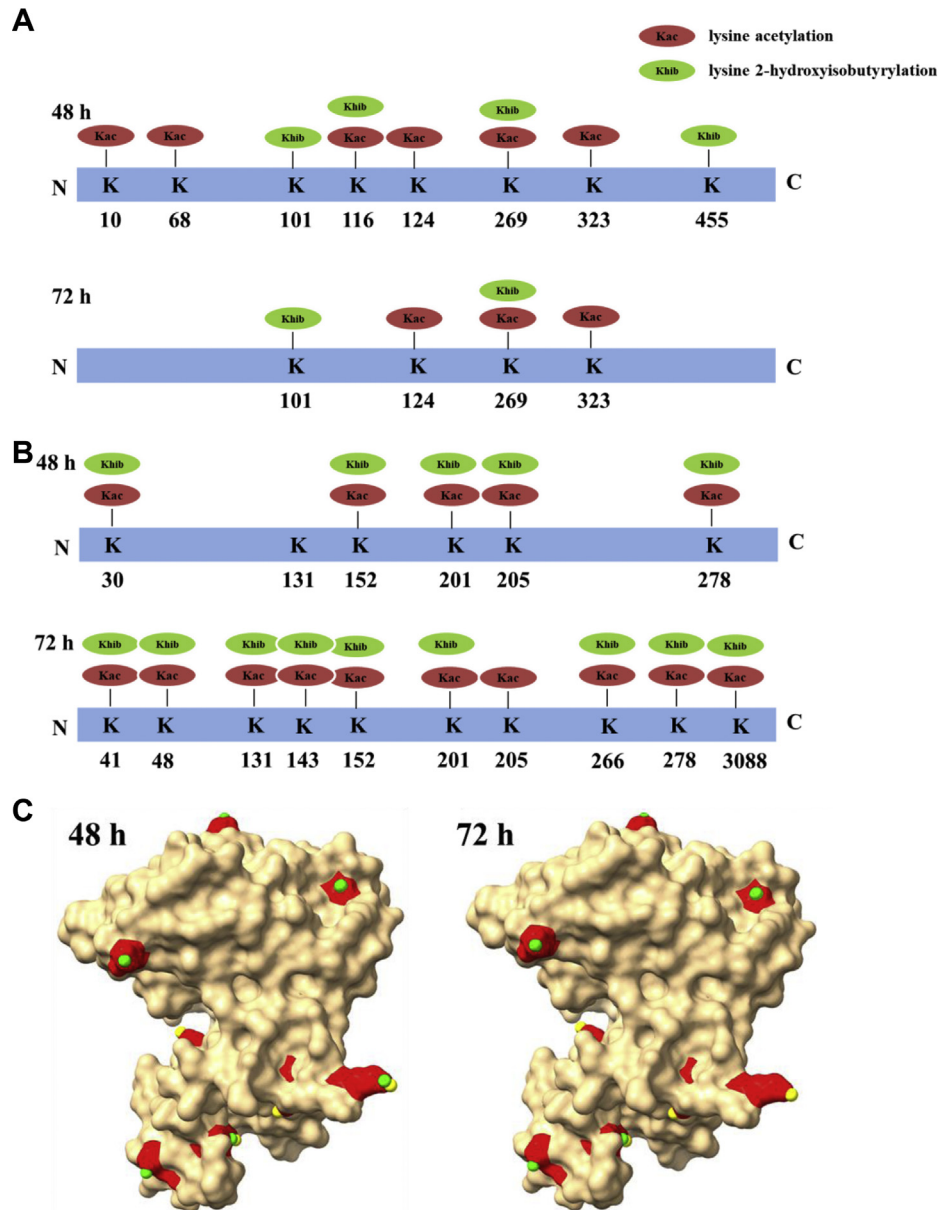 A
Kac lysine acetylation
Khib lysine 2-hydroxyisobutyrylation
48 h
Khib Khib
Kac Kac Khib Kac Kac Kac Kac Khib
N K K K K K K K K C
10 68 101 116 124 269 323 455
72 h
Khib
Khib Kac Kac Kac
N K K K K C
101 124 269 323
B
48 h Khib Khib Khib Khib Khib
Kac Kac Kac Kac Kac
N K K K K K K C
30 131 152 201 205 278
72 h Khib Khib Khib Khib Khib Khib Khib Khib Khib
Kac Kac Kac Kac Kac Kac Kac Kac Kac Kac
N K K K K K K K K K K C
41 48 131 143 152 201 205 266 278 3088
C
48 h 72 h